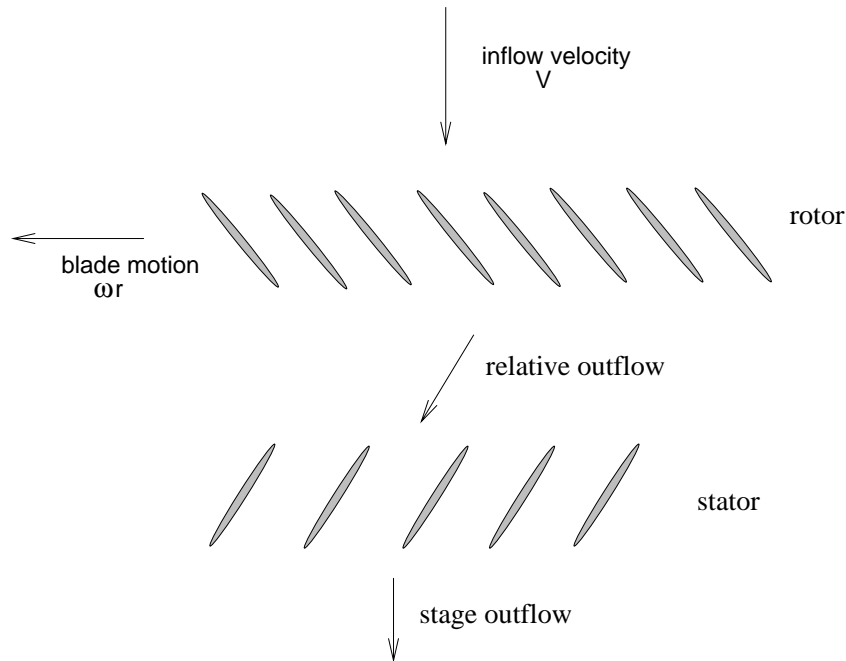 inflow velocity
V
rotor
blade motion
ωr
relative outflow
stator
stage outflow